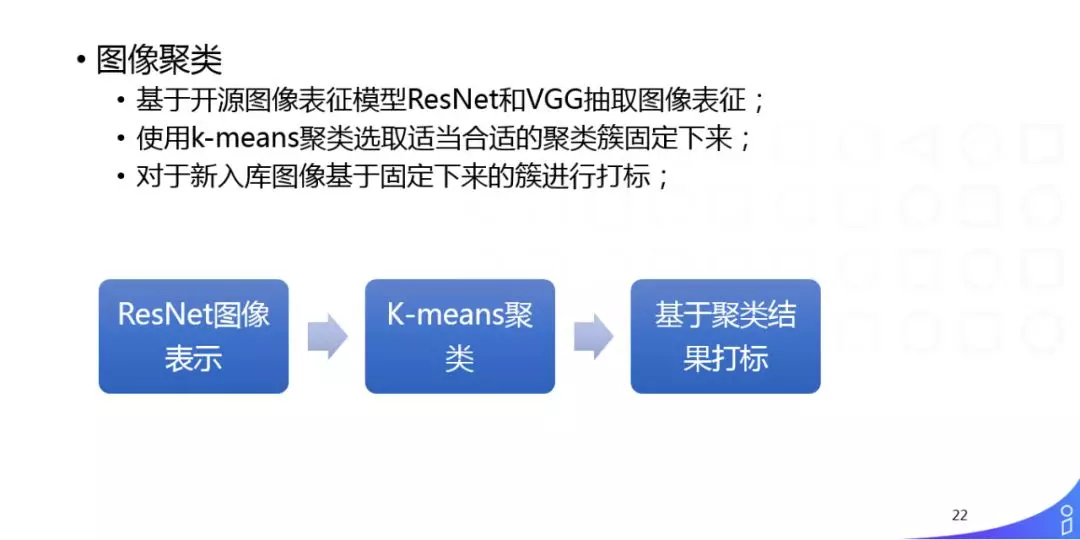 • 图像聚类
• 基于开源图像表征模型ResNet和VGG抽取图像表征；
• 使用k-means聚类选取适当合适的聚类簇固定下来；
• 对于新入库图像基于固定下来的簇进行打标；
ResNet图像
表示
K-means聚
类
基于聚类结
果打标
22